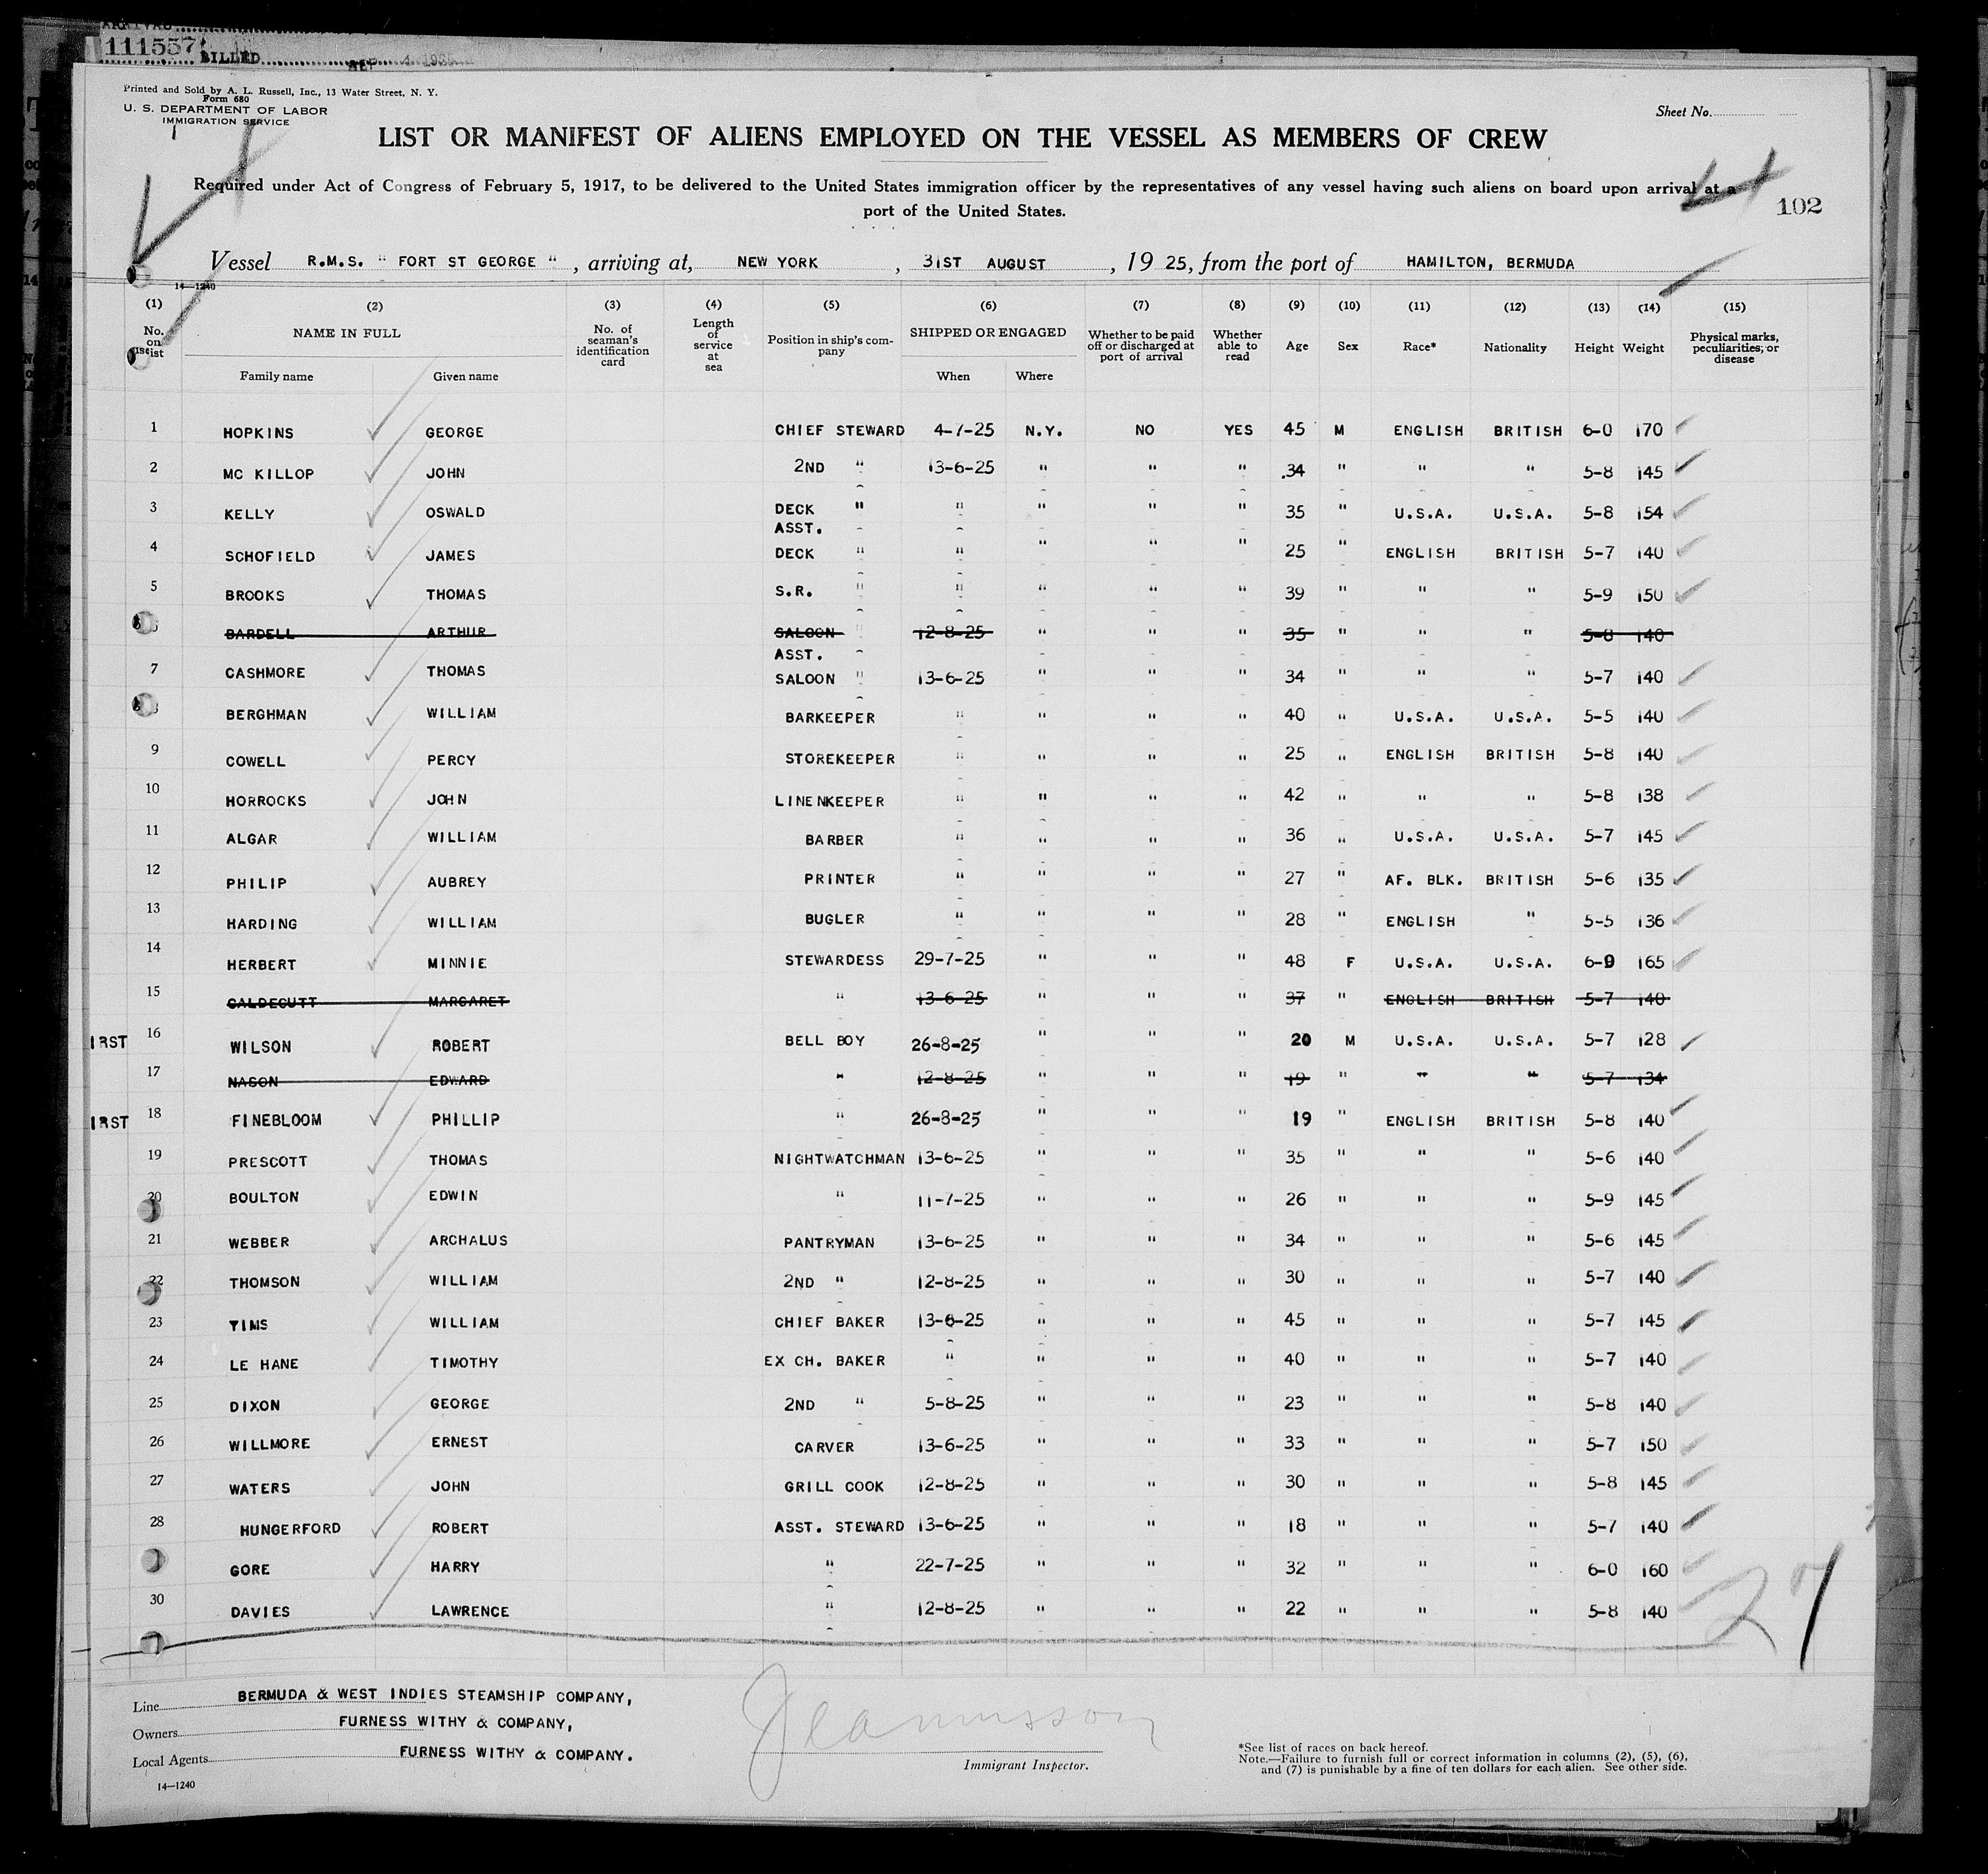 111557 BILLED
Printed and Sold by A. L. Russell, Inc., 13 Water Street, N. Y.
Form 680
U. S. DEPARTMENT OF LABOR
IMMIGRATION SERVICE
Sheet No.
LIST OR MANIFEST OF ALIENS EMPLOYED ON THE VESSEL AS MEMBERS OF CREW
Required under Act of Congress of February 5, 1917, to be delivered to the United States immigration officer by the representatives of any vessel having such aliens on board upon arrival at a
port of the United States.
102
Vessel R.M.S. " FORT ST GEORGE " , arriving at, NEW YORK , 31ST AUGUST , 19 25, from the port of HAMILTON, BERMUDA
14—1240
(1) (2) (3) (4) (5) (6) (7) (8) (9) (10) (11) (12) (13) (14) (15)
No. on list NAME IN FULL No. of seaman's identification card Length of service at sea Position in ship's company SHIPPED OR ENGAGED Whether to be paid off or discharged at port of arrival Whether able to read Age Sex Race* Nationality Height Weight Physical marks, peculiarities, or disease
Family name Given name When Where
1 HOPKINS GEORGE CHIEF STEWARD 4-7-25 N.Y. NO YES 45 M ENGLISH BRITISH 6-0 170
2 MC KILLOP JOHN 2ND " 13-6-25 " " " 34 " " " 5-8 145
3 KELLY OSWALD DECK " " " " " 35 " U.S.A. U.S.A. 5-8 154
4 SCHOFIELD JAMES ASST. DECK " " " " " 25 " ENGLISH BRITISH 5-7 140
5 BROOKS THOMAS S.R. " " " " " 39 " " " 5-9 150
6 BARDELL ARTHUR SALOON " 12-8-25 " " " 35 " " " 5-8 140
7 CASHMORE THOMAS ASST. SALOON " 13-6-25 " " " 34 " " " 5-7 140
8 BERGHMAN WILLIAM BARKEEPER " " " " 40 " U.S.A. U.S.A. 5-5 140
9 COWELL PERCY STOREKEEPER " " " " 25 " ENGLISH BRITISH 5-8 140
10 HORROCKS JOHN LINENKEEPER " " " " 42 " " " 5-8 138
11 ALGAR WILLIAM BARBER " " " " 36 " U.S.A. U.S.A. 5-7 145
12 PHILIP AUBREY PRINTER " " " " 27 " AF. BLK. BRITISH 5-6 135
13 HARDING WILLIAM BUGLER " " " " 28 " ENGLISH " 5-5 136
14 HERBERT MINNIE STEWARDESS 29-7-25 " " " 48 F U.S.A. U.S.A. 6-0 165
15 CALDECUTT MARGARET " 13-6-25 " " " 37 " ENGLISH BRITISH 5-7 140
1RST 16 WILSON ROBERT BELL BOY 26-8-25 " " " 20 M U.S.A. U.S.A. 5-7 128
17 NASON EDWARD " 12-8-25 " " " 19 " " " 5-7 134
1RST 18 FINEBLOOM PHILLIP " 26-8-25 " " " 19 " ENGLISH BRITISH 5-8 140
19 PRESCOTT THOMAS NIGHTWATCHMAN 13-6-25 " " " 35 " " " 5-6 140
20 BOULTON EDWIN " 11-7-25 " " " 26 " " " 5-9 145
21 WEBBER ARCHALUS PANTRYMAN 13-6-25 " " " 34 " " " 5-6 145
22 THOMSON WILLIAM 2ND " 12-8-25 " " " 30 " " " 5-7 140
23 TIMS WILLIAM CHIEF BAKER 13-6-25 " " " 45 " " " 5-7 145
24 LE HANE TIMOTHY EX CH. BAKER " " " " 40 " " " 5-7 140
25 DIXON GEORGE 2ND " 5-8-25 " " " 23 " " " 5-8 140
26 WILLMORE ERNEST CARVER 13-6-25 " " " 33 " " " 5-7 150
27 WATERS JOHN GRILL COOK 12-8-25 " " " 30 " " " 5-8 145
28 HUNGERFORD ROBERT ASST. STEWARD 13-6-25 " " " 18 " " " 5-7 140
GORE HARRY " 22-7-25 " " " 32 " " " 6-0 160
30 DAVIES LAWRENCE " 12-8-25 " " " 22 " " " 5-8 140
27
Line BERMUDA & WEST INDIES STEAMSHIP COMPANY,
Owners FURNESS WITHY & COMPANY,
Local Agents FURNESS WITHY & COMPANY.
14—1240
Immigrant Inspector.
*See list of races on back hereof.
Note.—Failure to furnish full or correct information in columns (2), (5), (6),
and (7) is punishable by a fine of ten dollars for each alien. See other side.